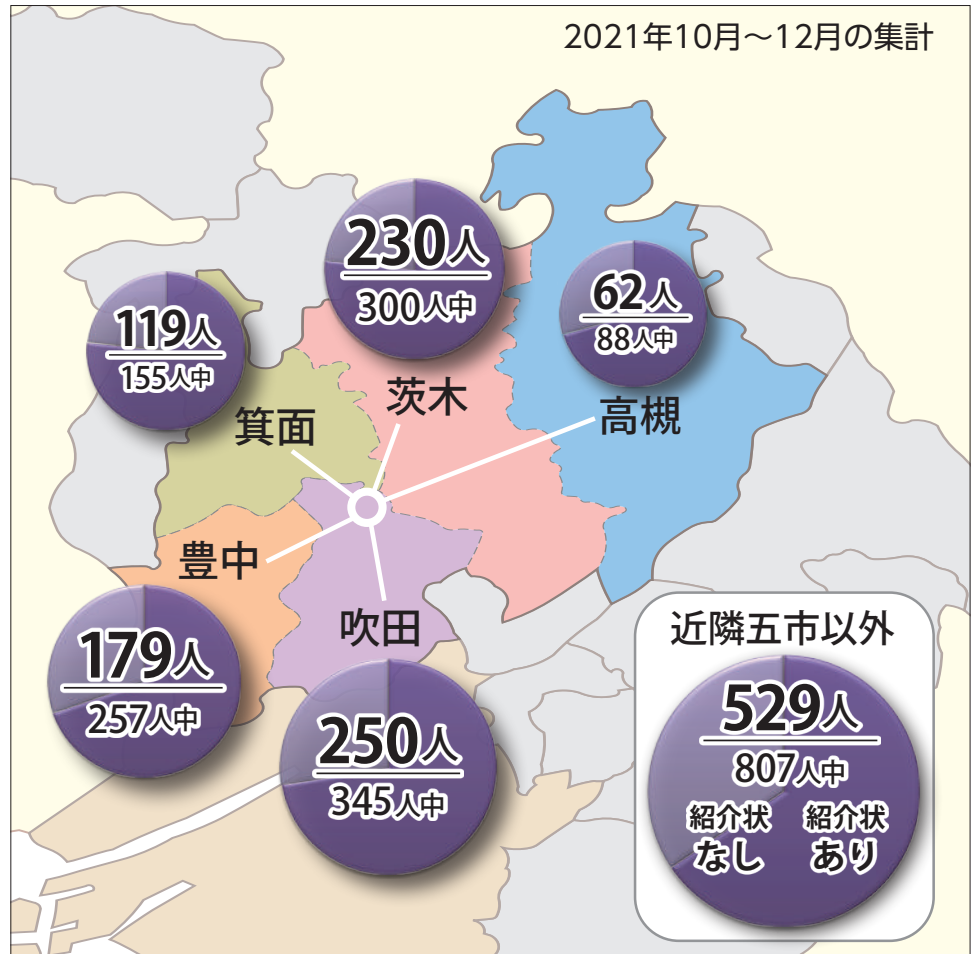 2021年10月～12月の集計
230人
300人中
62人
88人中
119人
155人中
茨木
高槻
箕面
豊中
吹田
179人
257人中
250人
345人中
近隣五市以外
529人
807人中
紹介状
なし
紹介状
あり